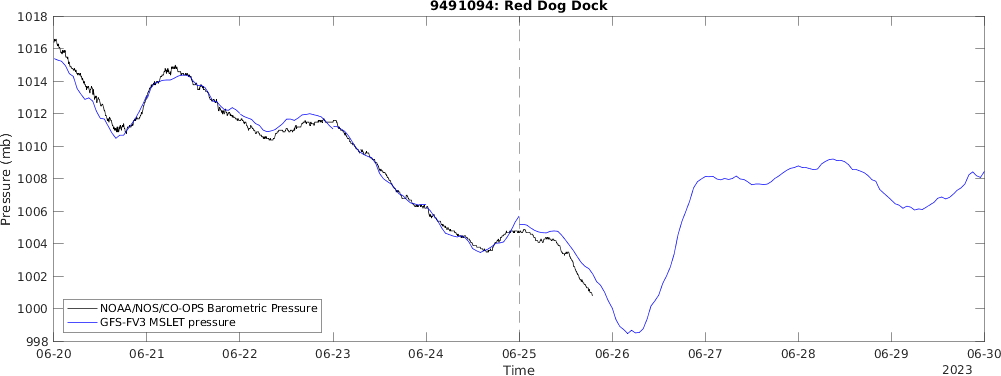 9491094: Red Dog Dock
1018
1016
1014
1012
1010
1008
1006
1004
1002
1000
998
Pressure (mb)
NOAA/NOS/CO-OPS Barometric Pressure
GFS-FV3 MSLET pressure
06-20 06-21 06-22 06-23 06-24 06-25 06-26 06-27 06-28 06-29 06-30
Time
2023